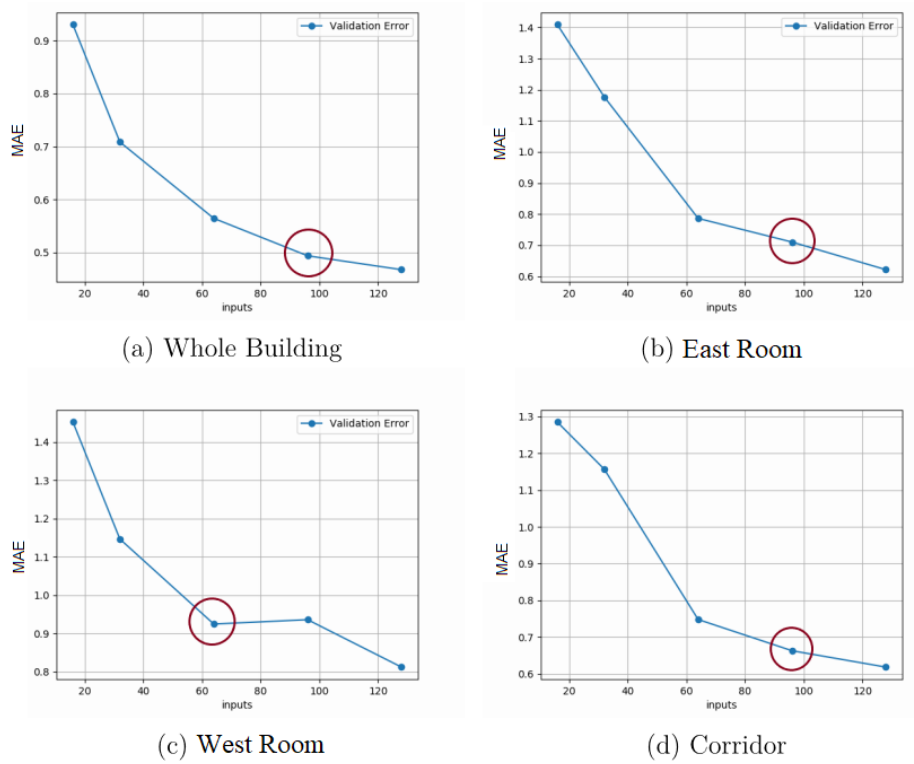 Validation Error
0.9
0.8
0.7
0.6
0.5
MAE
20 40 60 80 100 120
inputs
(a) Whole Building
Validation Error
1.4
1.3
1.2
1.1
1.0
0.9
0.8
0.7
0.6
MAE
20 40 60 80 100 120
inputs
(b) East Room
Validation Error
1.4
1.3
1.2
1.1
1.0
0.9
0.8
MAE
20 40 60 80 100 120
inputs
(c) West Room
1.3
1.2
1.1
1.0
0.9
0.8
0.7
0.6
MAE
20 40 60 80 100 120
inputs
(d) Corridor